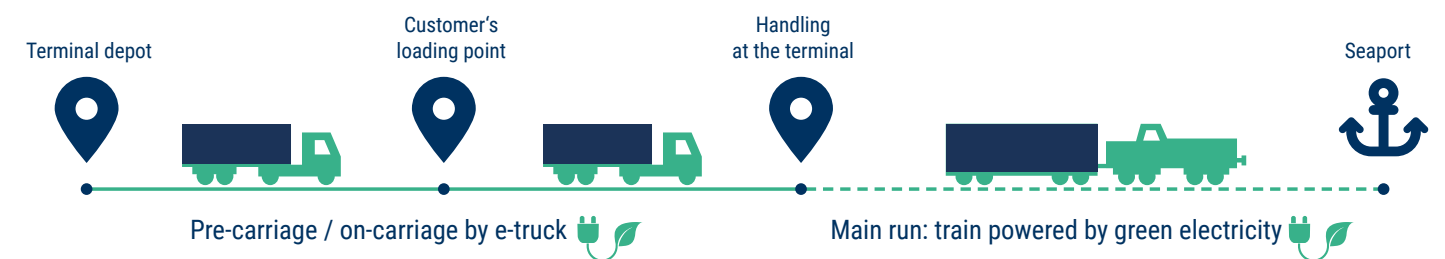 Terminal depot
Customer‘s
loading point
Handling
at the terminal
Seaport
Pre-carriage / on-carriage by e-truck
Main run: train powered by green electricity